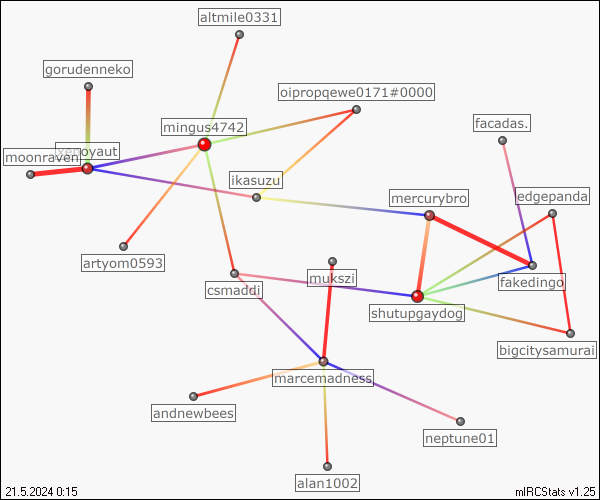 altmile0331
gorudenneko
oipropqewe0171#0000
mingus4742
facadas.
moonraven
ikasuzu
mercurybro
edgepanda
artyom0593
csmaddi
mukszi
fakedingo
shutupgaydog
bigcitysamurai
marcemadness
andnewbees
neptune01
alan1002
21.5.2024 0:15
mIRCStats v1.25